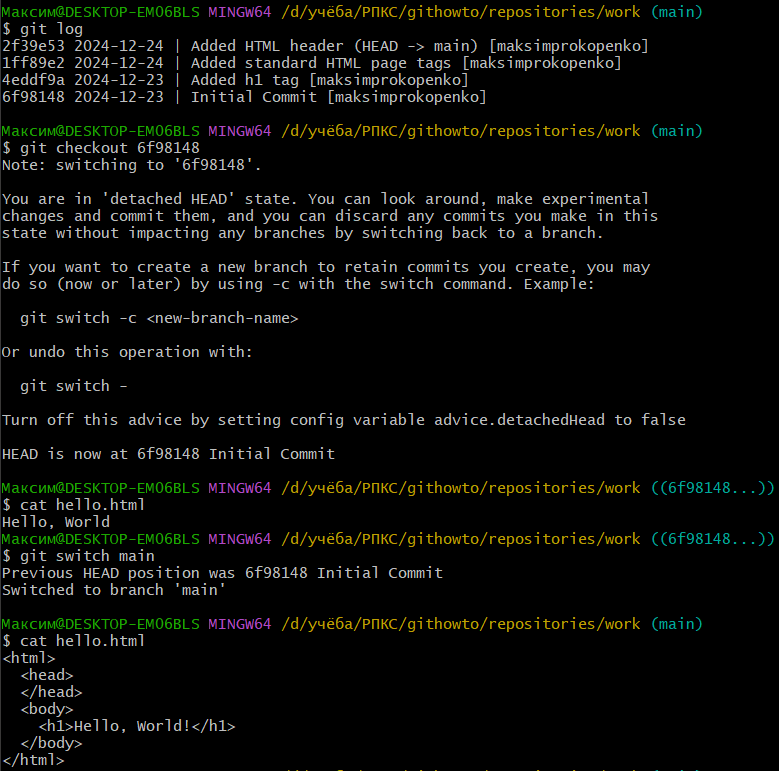 Максим@DESKTOP-EMO6BLS MINGW64 /d/учёба/РПКС/githowto/repositories/work (main)
$ git log
2f39e53 2024-12-24 | Added HTML header (HEAD -> main) [maksimprokopenko]
1ff89e2 2024-12-24 | Added standard HTML page tags [maksimprokopenko]
4eddf9a 2024-12-23 | Added h1 tag [maksimprokopenko]
6f98148 2024-12-23 | Initial Commit [maksimprokopenko]
Максим@DESKTOP-EMO6BLS MINGW64 /d/учёба/РПКС/githowto/repositories/work (main)
$ git checkout 6f98148
Note: switching to '6f98148'.
You are in 'detached HEAD' state. You can look around, make experimental
changes and commit them, and you can discard any commits you make in this
state without impacting any branches by switching back to a branch.
If you want to create a new branch to retain commits you create, you may
do so (now or later) by using -c with the switch command. Example:
git switch -c <new-branch-name>
Or undo this operation with:
git switch -
Turn off this advice by setting config variable advice.detachedHead to false
HEAD is now at 6f98148 Initial Commit
Максим@DESKTOP-EMO6BLS MINGW64 /d/учёба/РПКС/githowto/repositories/work ((6f98148...))
$ cat hello.html
Hello, World
Максим@DESKTOP-EMO6BLS MINGW64 /d/учёба/РПКС/githowto/repositories/work ((6f98148...))
$ git switch main
Previous HEAD position was 6f98148 Initial Commit
Switched to branch 'main'
Максим@DESKTOP-EMO6BLS MINGW64 /d/учёба/РПКС/githowto/repositories/work (main)
$ cat hello.html
<html>
  <head>
  </head>
  <body>
    <h1>Hello, World!</h1>
  </body>
</html>